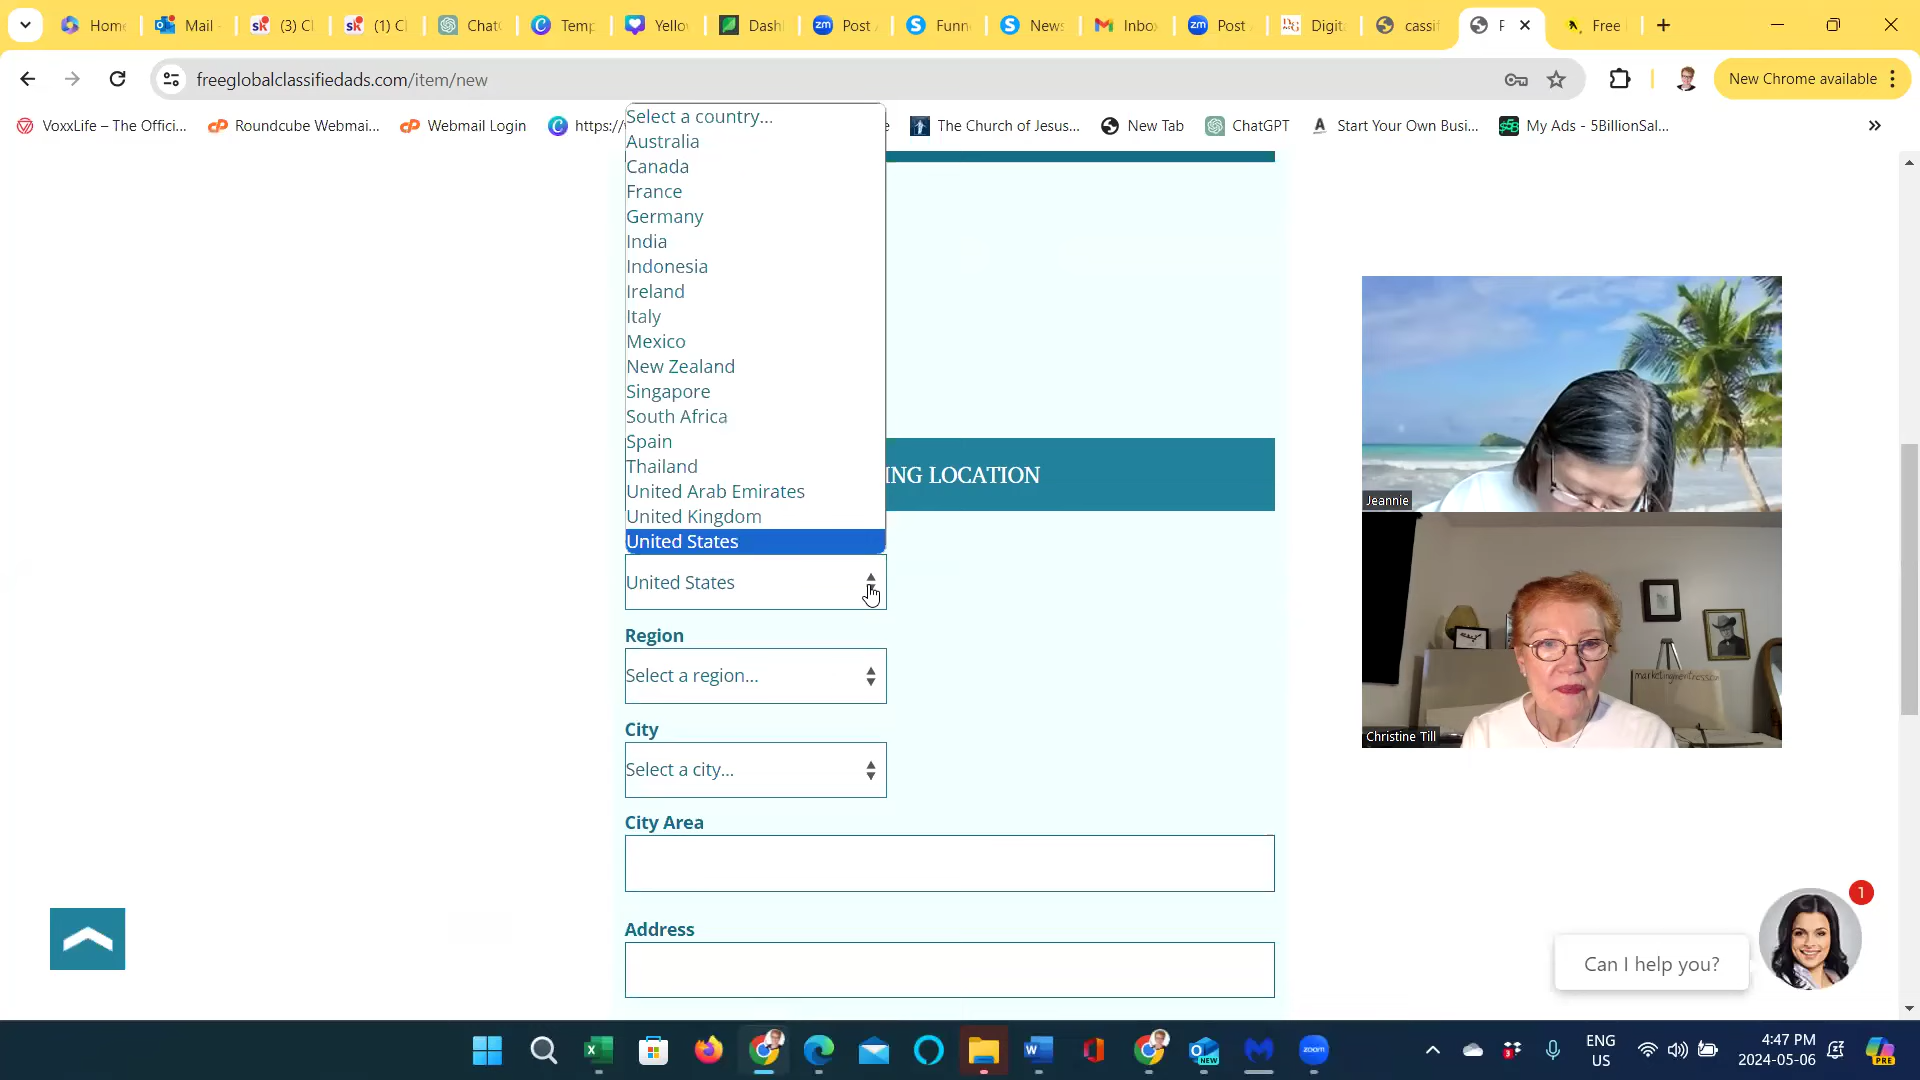 Home
Mail
(3) Cl
(1) Cl
Chat
Temp
Yello
Dash
Post
Funn
News
Inbo
Post
Digit
cassif
F
Free
freeglobalclassifiedads.com/item/new
New Chrome available
VoxxLife – The Offici...
Roundcube Webmai...
Webmail Login
https://
The Church of Jesus...
New Tab
ChatGPT
Start Your Own Busi...
My Ads - 5BillionSal...
Select a country...
Australia
Canada
France
Germany
India
Indonesia
Ireland
Italy
Mexico
New Zealand
Singapore
South Africa
Spain
Thailand
United Arab Emirates
United Kingdom
United States
ING LOCATION
United States
Region
Select a region...
City
Select a city...
City Area
Address
Jeannie
Christine Till
1
Can I help you?
ENG
US
4:47 PM
2024-05-06